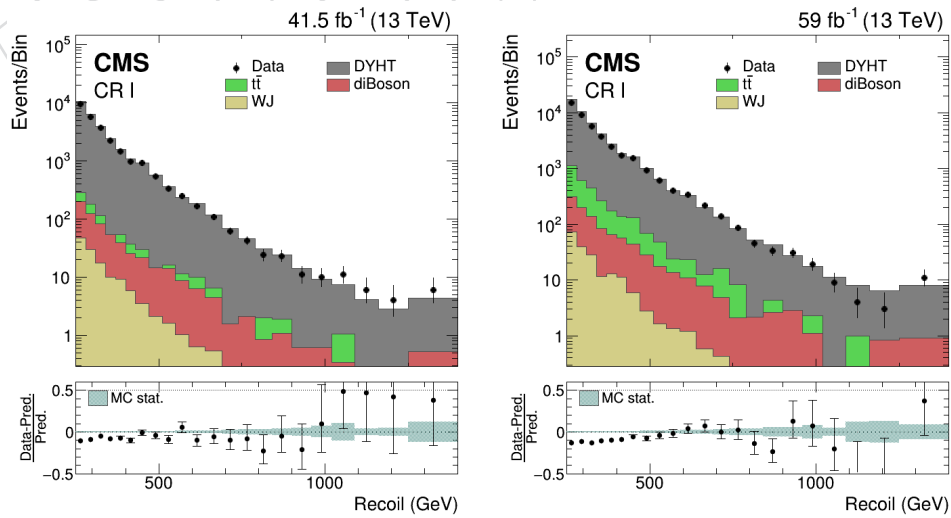 41.5 fb⁻¹ (13 TeV)
Events/Bin
10⁵
10⁴
10³
10²
10
1
CMS
CR I
Data
tt̄
WJ
DYHT
diBoson
Data-Pred.
Pred.
0.5
0
−0.5
MC stat.
500
1000
Recoil (GeV)
59 fb⁻¹ (13 TeV)
Events/Bin
10⁵
10⁴
10³
10²
10
1
CMS
CR I
Data
tt̄
WJ
DYHT
diBoson
Data-Pred.
Pred.
0.5
0
−0.5
MC stat.
500
1000
Recoil (GeV)